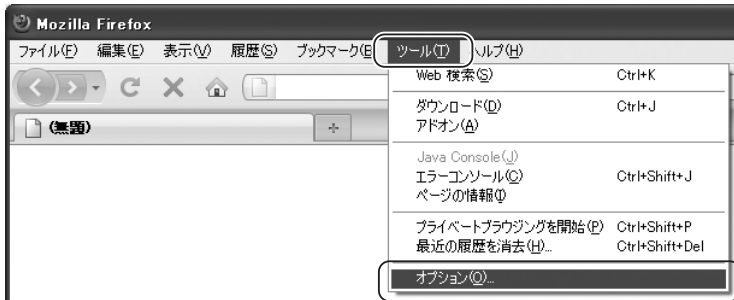 Mozilla Firefox
ファイル(F) 編集(E) 表示(V) 履歴(S) ブックマーク(B ツール(T) ヘルプ(H)
Web 検索(S) Ctrl+K
ダウンロード(D) Ctrl+J
アドオン(A)
(無題)
Java Console(J)
エラーコンソール(C) Ctrl+Shift+J
ページの情報(I)
プライベートブラウジングを開始(P) Ctrl+Shift+P
最近の履歴を消去(H)... Ctrl+Shift+Del
オプション(O)...